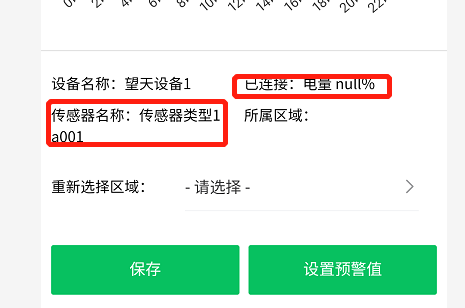 设备名称：望天设备1
已连接：电量 null%
传感器名称：传感器类型1
a001
所属区域：
重新选择区域：
- 请选择 -
保存
设置预警值